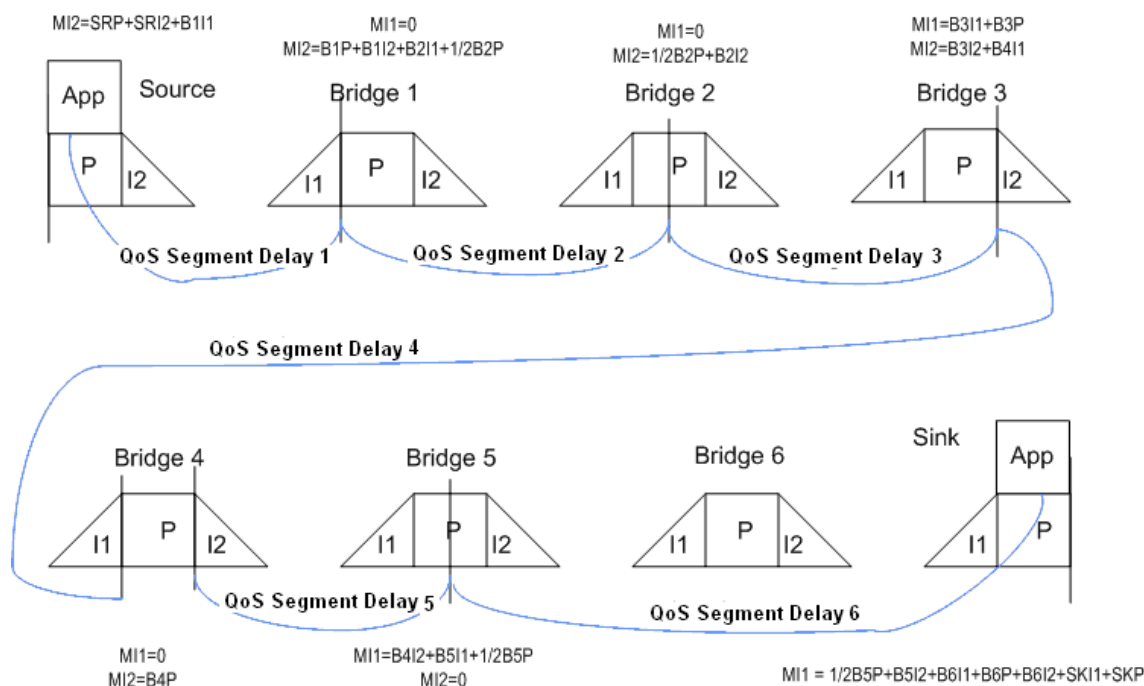 MI2=SRP+SRI2+B1I1
MI1=0
MI2=B1P+B1I2+B2I1+1/2B2P
MI1=0
MI2=1/2B2P+B2I2
MI1=B3I1+B3P
MI2=B3I2+B4I1
App
Source
Bridge 1
Bridge 2
Bridge 3
P
I2
I1
P
I2
I1
P
I2
I1
P
I2
QoS Segment Delay 1
QoS Segment Delay 2
QoS Segment Delay 3
QoS Segment Delay 4
Bridge 4
Bridge 5
Bridge 6
Sink
App
I1
P
I2
I1
P
I2
I1
P
I2
I1
P
QoS Segment Delay 5
QoS Segment Delay 6
MI1=0
MI2=B4P
MI1=B4I2+B5I1+1/2B5P
MI2=0
MI1 = 1/2B5P+B5I2+B6I1+B6P+B6I2+SKI1+SKP